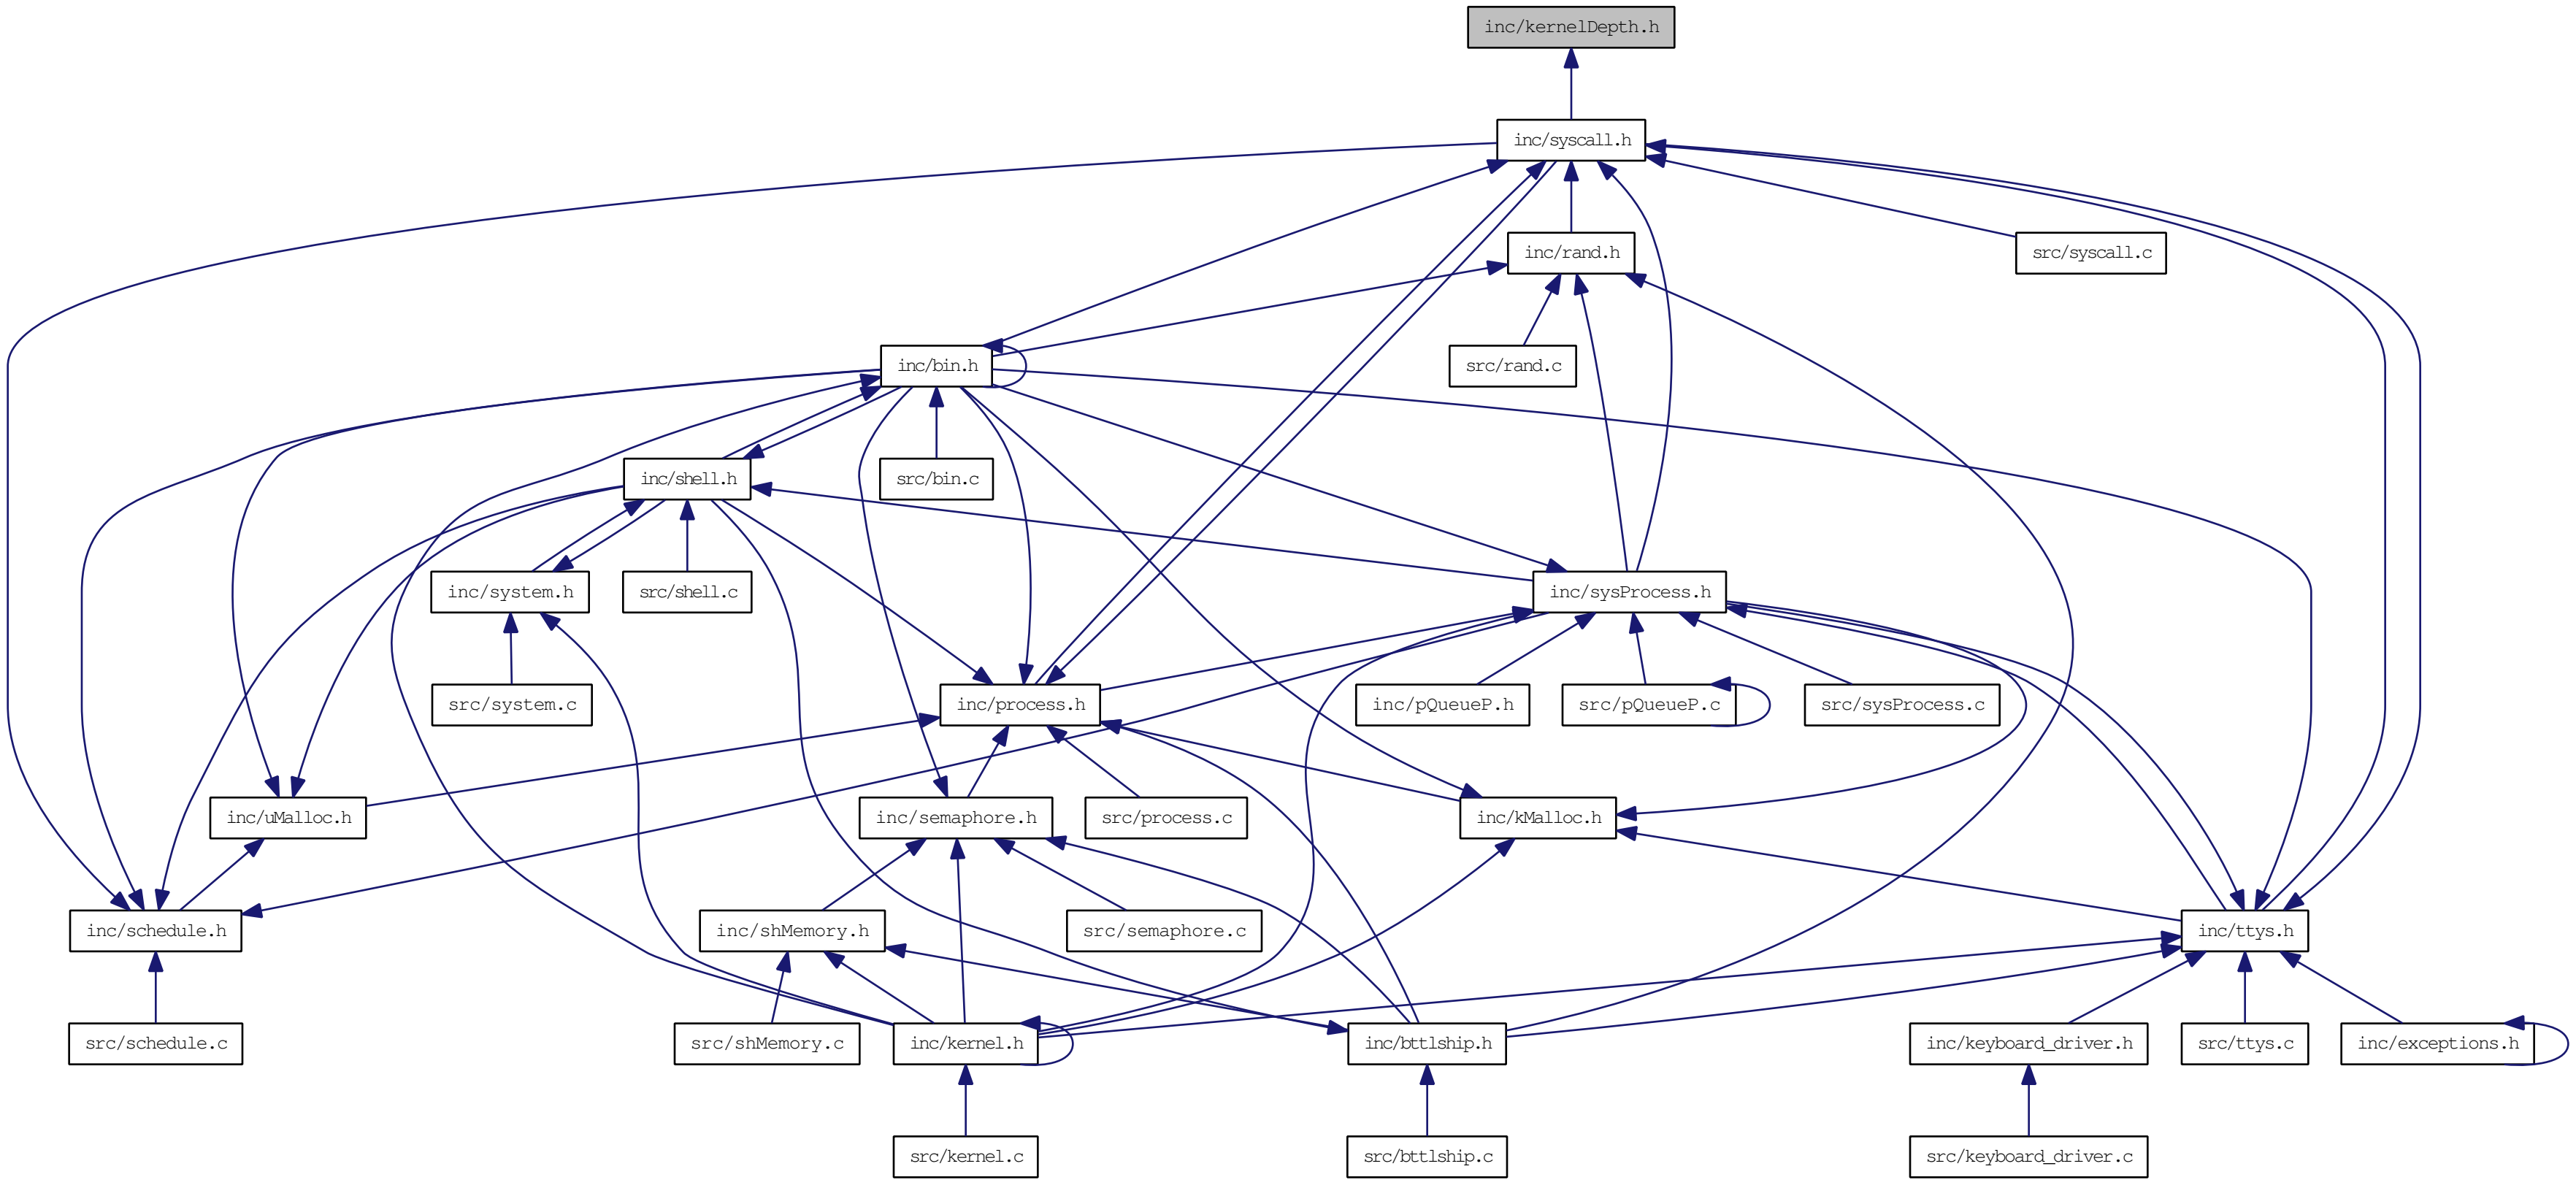 inc/kernelDepth.h
inc/syscall.h
inc/rand.h
src/syscall.c
inc/bin.h
src/rand.c
inc/shell.h
src/bin.c
inc/system.h
src/shell.c
inc/sysProcess.h
src/system.c
inc/process.h
inc/pQueueP.h
src/pQueueP.c
src/sysProcess.c
inc/uMalloc.h
inc/semaphore.h
src/process.c
inc/kMalloc.h
inc/schedule.h
inc/shMemory.h
src/semaphore.c
inc/ttys.h
src/schedule.c
src/shMemory.c
inc/kernel.h
inc/bttlship.h
inc/keyboard_driver.h
src/ttys.c
inc/exceptions.h
src/kernel.c
src/bttlship.c
src/keyboard_driver.c